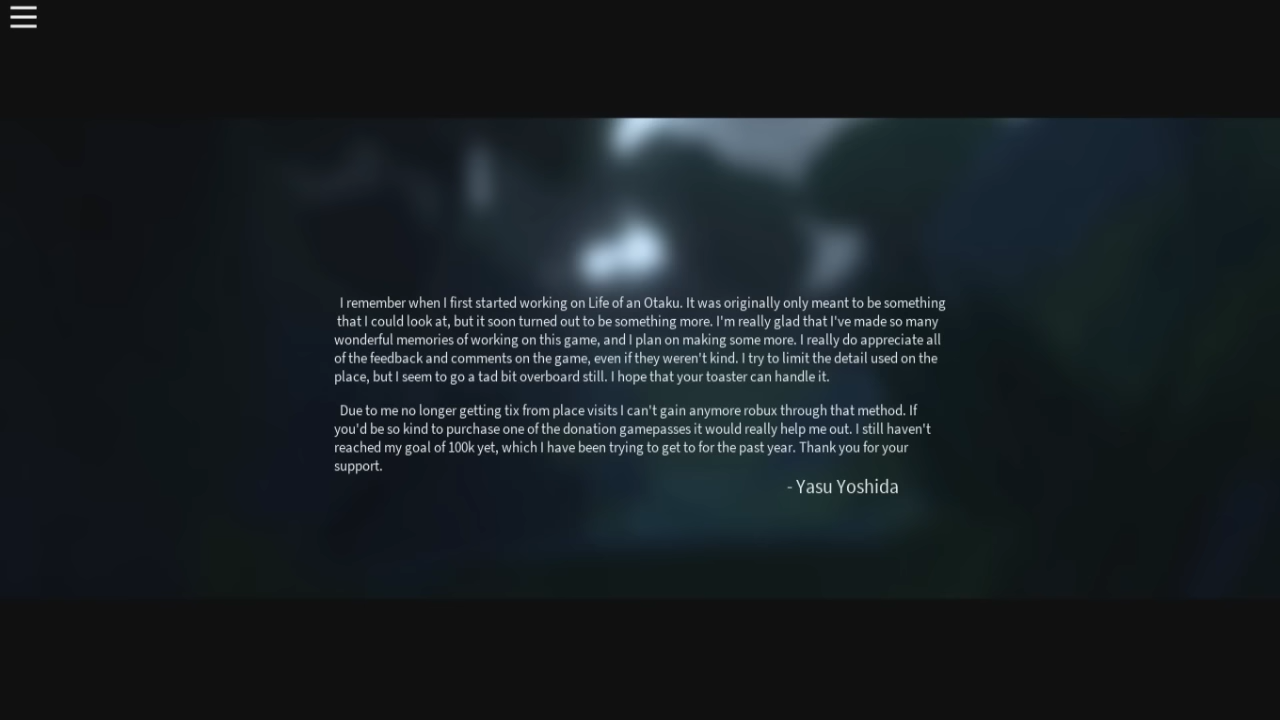 I remember when I first started working on Life of an Otaku. It was originally only meant to be something
that I could look at, but it soon turned out to be something more. I'm really glad that I've made so many
wonderful memories of working on this game, and I plan on making some more. I really do appreciate all
of the feedback and comments on the game, even if they weren't kind. I try to limit the detail used on the
place, but I seem to go a tad bit overboard still. I hope that your toaster can handle it.
Due to me no longer getting tix from place visits I can't gain anymore robux through that method. If
you'd be so kind to purchase one of the donation gamepasses it would really help me out. I still haven't
reached my goal of 100k yet, which I have been trying to get to for the past year. Thank you for your
support.
- Yasu Yoshida